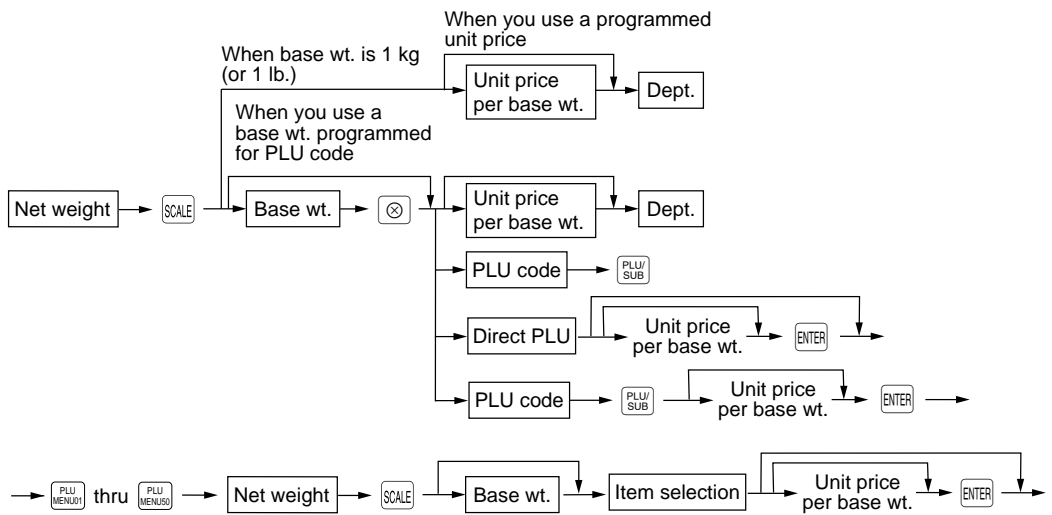 When you use a programmed
unit price
When base wt. is 1 kg
(or 1 lb.)
Unit price
per base wt.
Dept.
When you use a
base wt. programmed
for PLU code
Net weight
SCALE
Base wt.
⊗
Unit price
per base wt.
Dept.
PLU code
PLU/
SUB
Direct PLU
Unit price
per base wt.
ENTER
PLU code
PLU/
SUB
Unit price
per base wt.
ENTER
PLU
MENU01
thru
PLU
MENU50
Net weight
SCALE
Base wt.
Item selection
Unit price
per base wt.
ENTER